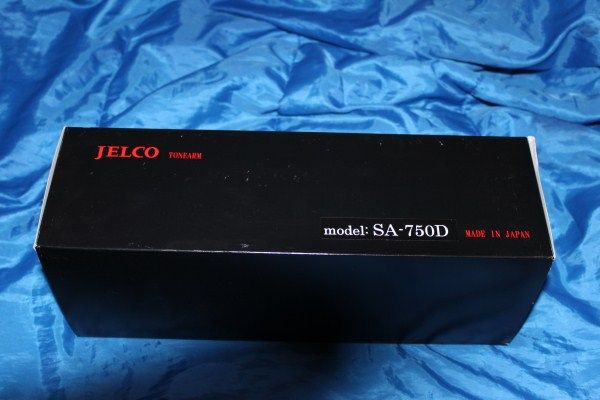 JELCO TONEARM
model: SA-750D MADE IN JAPAN